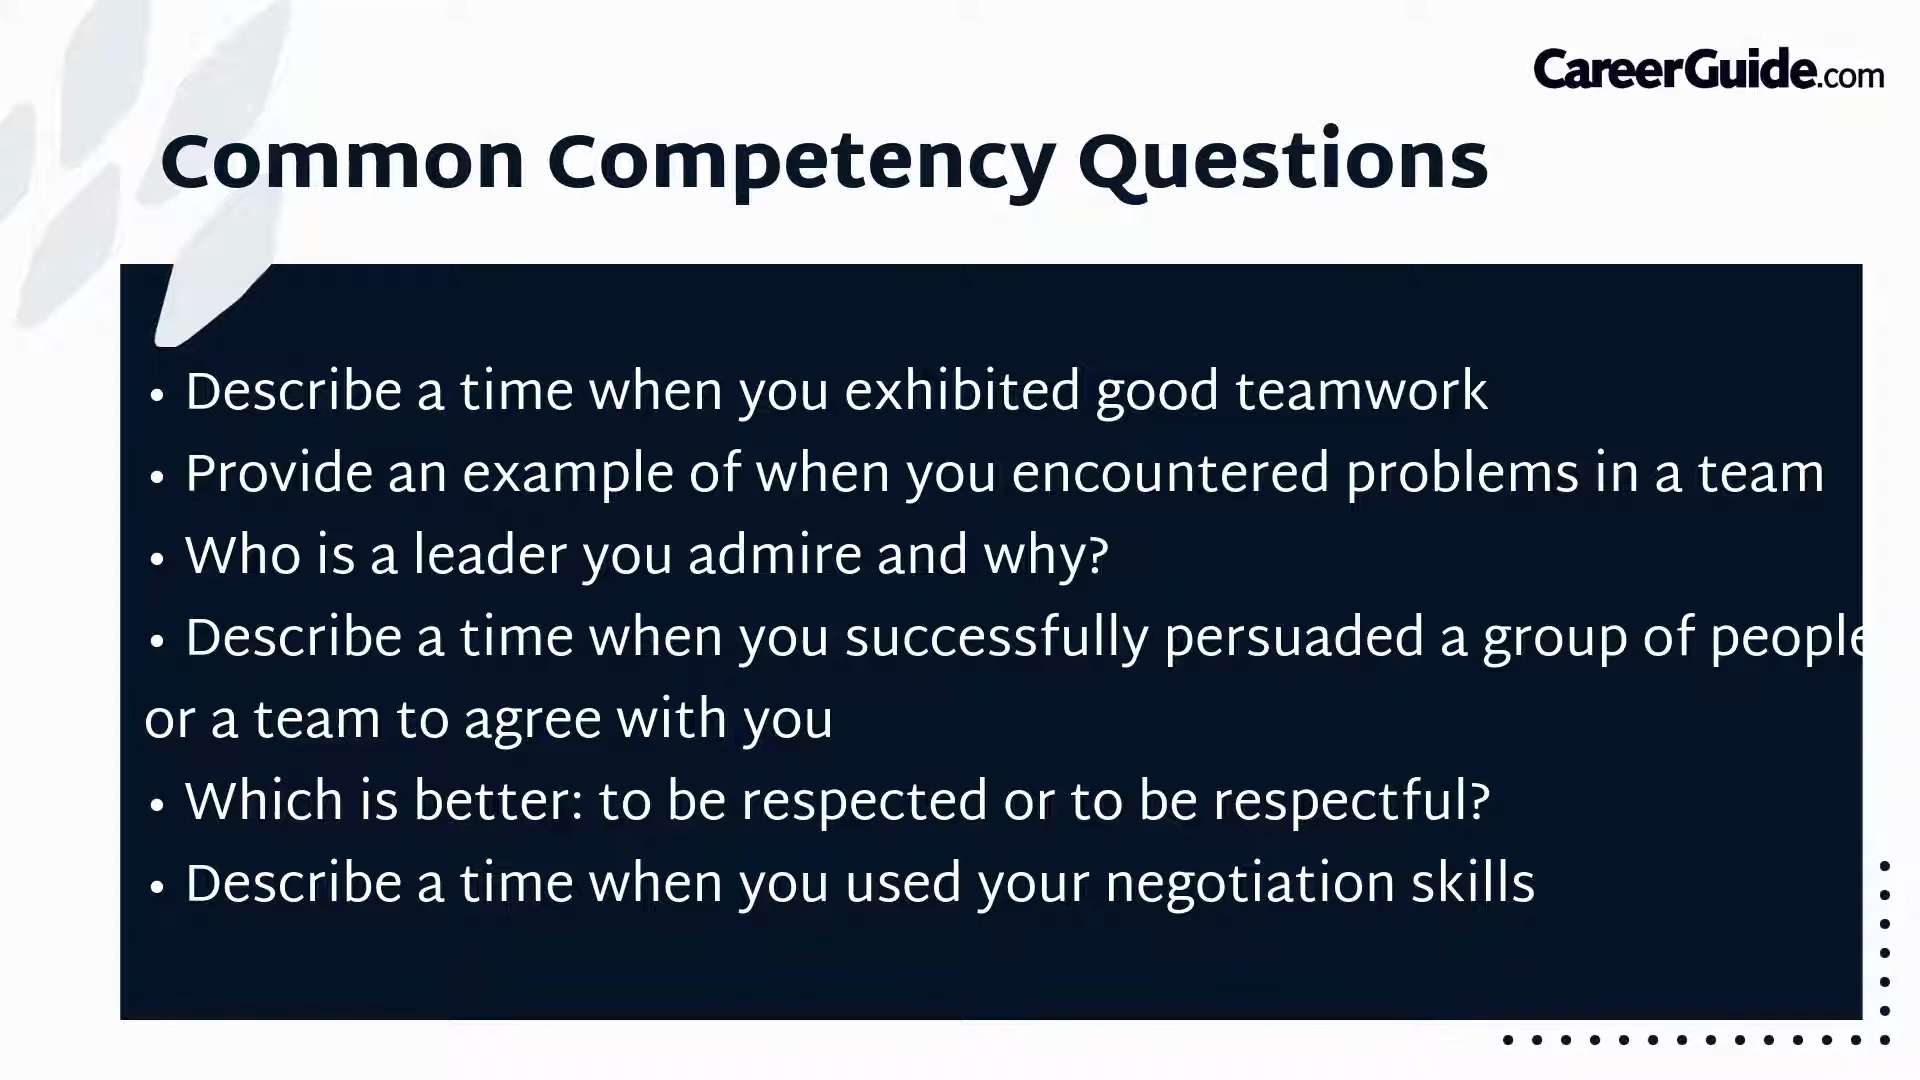 CareerGuide.com
Common Competency Questions
• Describe a time when you exhibited good teamwork
• Provide an example of when you encountered problems in a team
• Who is a leader you admire and why?
• Describe a time when you successfully persuaded a group of people
or a team to agree with you
• Which is better: to be respected or to be respectful?
• Describe a time when you used your negotiation skills